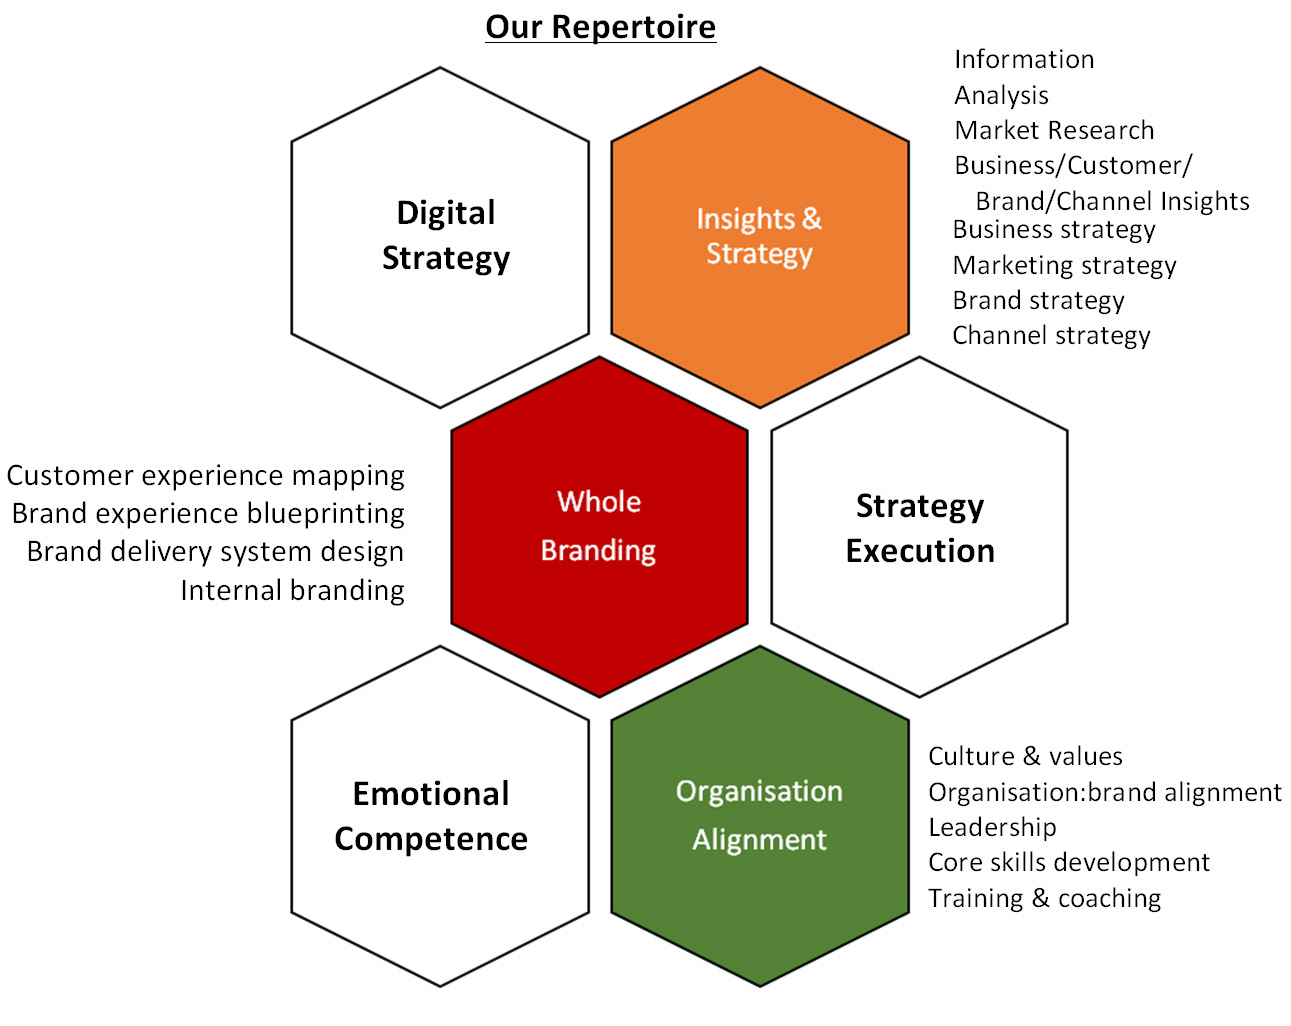 Our Repertoire
Digital
Strategy
Insights &
Strategy
Information
Analysis
Market Research
Business/Customer/
Brand/Channel Insights
Business strategy
Marketing strategy
Brand strategy
Channel strategy
Customer experience mapping
Brand experience blueprinting
Brand delivery system design
Internal branding
Whole
Branding
Strategy
Execution
Emotional
Competence
Organisation
Alignment
Culture & values
Organisation:brand alignment
Leadership
Core skills development
Training & coaching